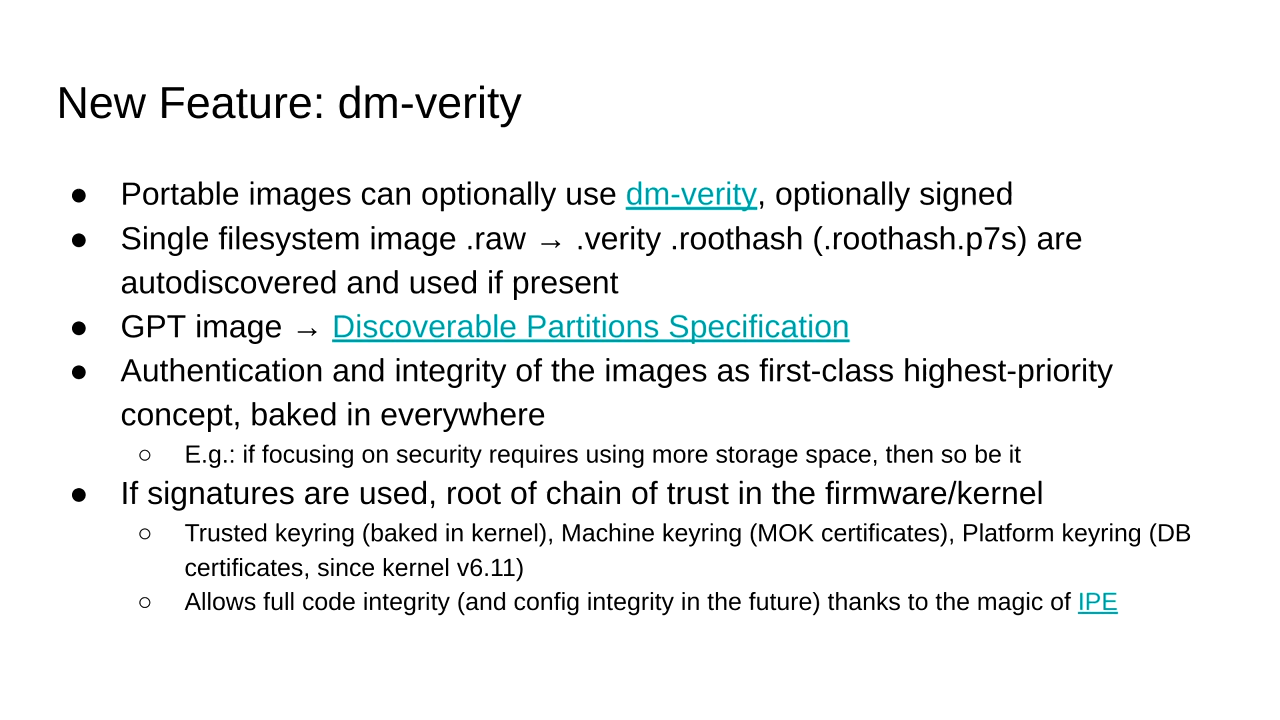 New Feature: dm-verity
● Portable images can optionally use dm-verity, optionally signed
● Single filesystem image .raw → .verity .roothash (.roothash.p7s) are
autodiscovered and used if present
● GPT image → Discoverable Partitions Specification
● Authentication and integrity of the images as first-class highest-priority
concept, baked in everywhere
○ E.g.: if focusing on security requires using more storage space, then so be it
● If signatures are used, root of chain of trust in the firmware/kernel
○ Trusted keyring (baked in kernel), Machine keyring (MOK certificates), Platform keyring (DB
certificates, since kernel v6.11)
○ Allows full code integrity (and config integrity in the future) thanks to the magic of IPE